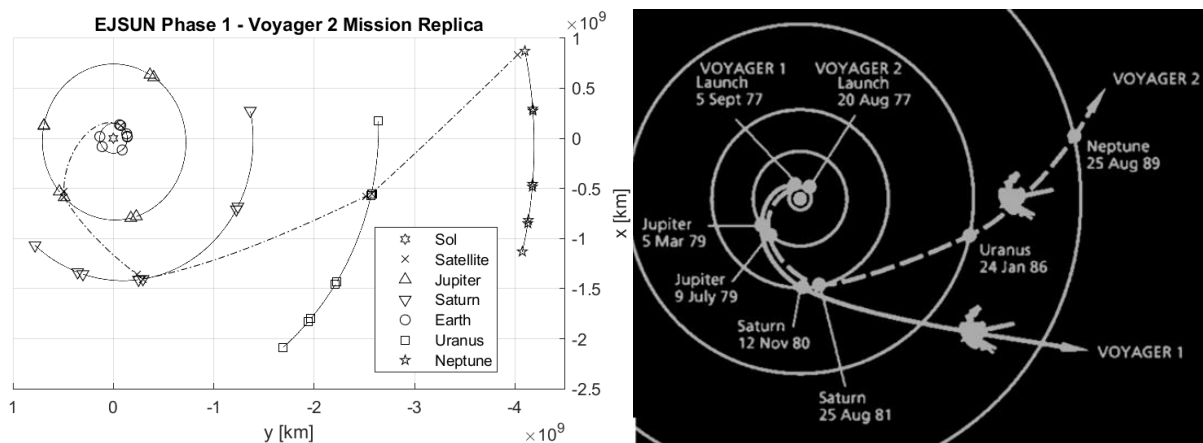 EJSUN Phase 1 - Voyager 2 Mission Replica
×10⁹
1
0.5
0
-0.5
-1
-1.5
-2
-2.5
x [km]
Sol
Satellite
Jupiter
Saturn
Earth
Uranus
Neptune
1
0
-1
-2
-3
-4
y [km]
×10⁹
VOYAGER 1
Launch
5 Sept 77
VOYAGER 2
Launch
20 Aug 77
VOYAGER 2
Neptune
25 Aug 89
Jupiter
5 Mar 79
Uranus
24 Jan 86
Jupiter
9 July 79
Saturn
12 Nov 80
VOYAGER 1
Saturn
25 Aug 81